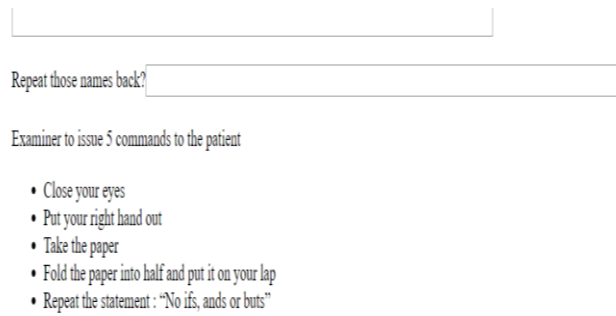 Repeat those names back?
Examiner to issue 5 commands to the patient
• Close your eyes
• Put your right hand out
• Take the paper
• Fold the paper into half and put it on your lap
• Repeat the statement : “No ifs, ands or buts”